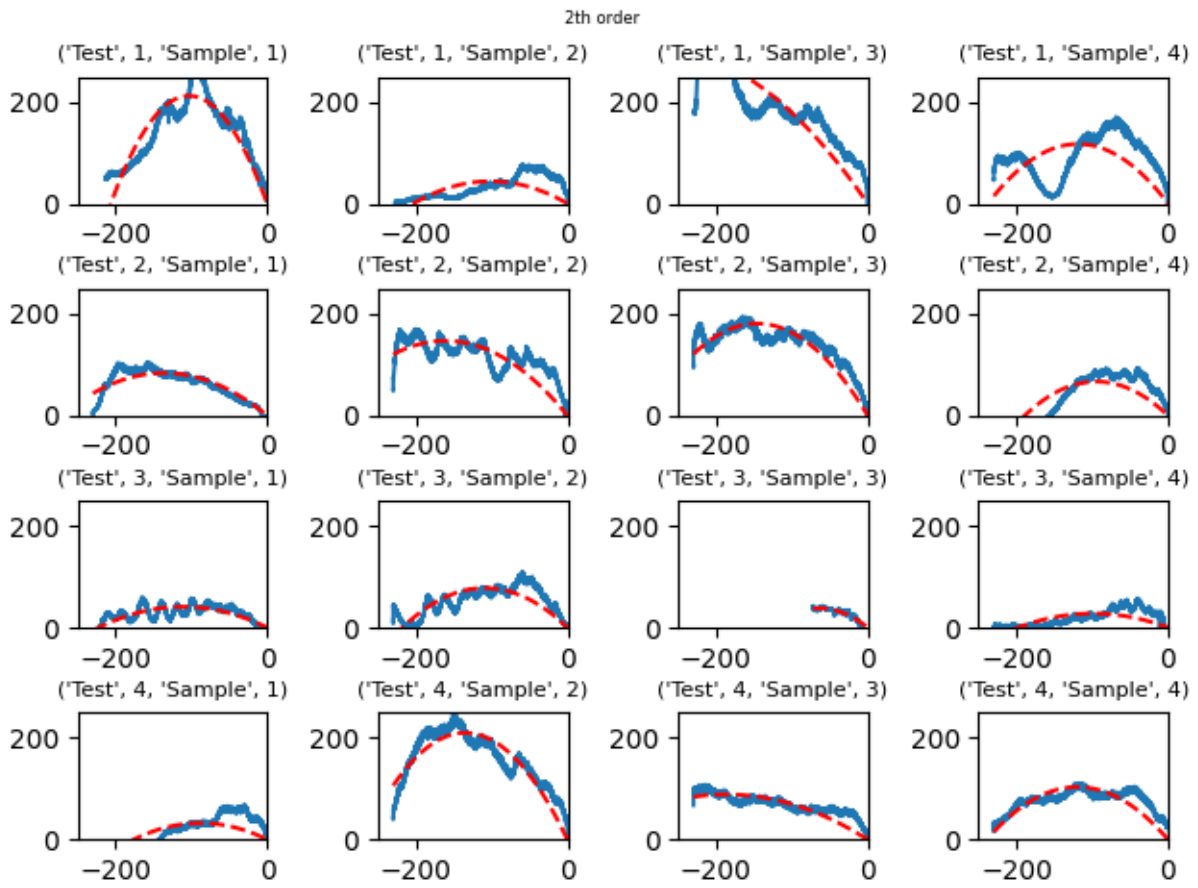 2th order
('Test', 1, 'Sample', 1) ('Test', 1, 'Sample', 2) ('Test', 1, 'Sample', 3) ('Test', 1, 'Sample', 4)
200 200 200 200
0 0 0 0
−200 0 −200 0 −200 0 −200 0
('Test', 2, 'Sample', 1) ('Test', 2, 'Sample', 2) ('Test', 2, 'Sample', 3) ('Test', 2, 'Sample', 4)
200 200 200 200
0 0 0 0
−200 0 −200 0 −200 0 −200 0
('Test', 3, 'Sample', 1) ('Test', 3, 'Sample', 2) ('Test', 3, 'Sample', 3) ('Test', 3, 'Sample', 4)
200 200 200 200
0 0 0 0
−200 0 −200 0 −200 0 −200 0
('Test', 4, 'Sample', 1) ('Test', 4, 'Sample', 2) ('Test', 4, 'Sample', 3) ('Test', 4, 'Sample', 4)
200 200 200 200
0 0 0 0
−200 0 −200 0 −200 0 −200 0